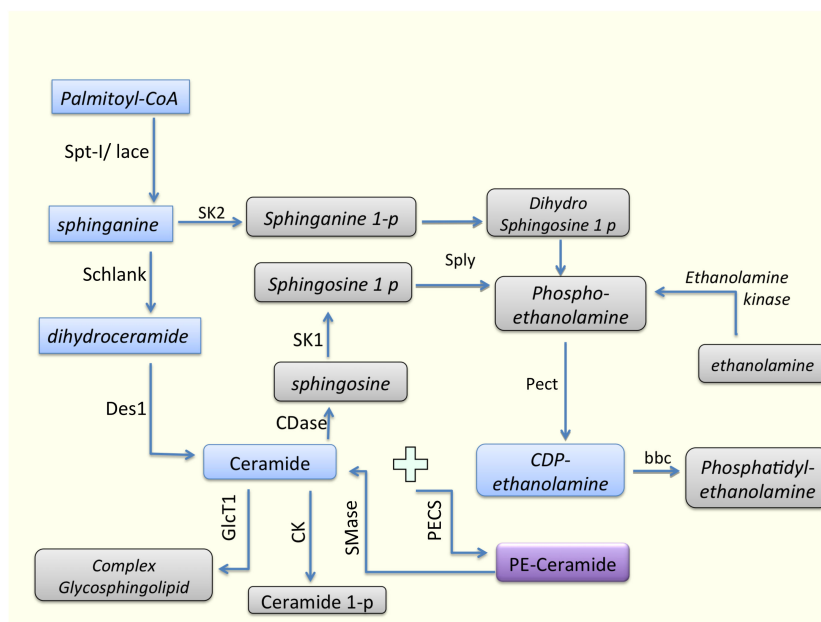 Palmitoyl-CoA
Spt-I/ lace
sphinganine
SK2
Sphinganine 1-p
Dihydro
Sphingosine 1 p
Schlank
Sphingosine 1 p
Sply
Phospho-
ethanolamine
Ethanolamine
kinase
dihydroceramide
SK1
ethanolamine
sphingosine
Pect
Des1
CDase
Ceramide
CDP-
ethanolamine
bbc
Phosphatidyl-
ethanolamine
GlcT1
CK
SMase
PECS
PE-Ceramide
Complex
Glycosphingolipid
Ceramide 1-p